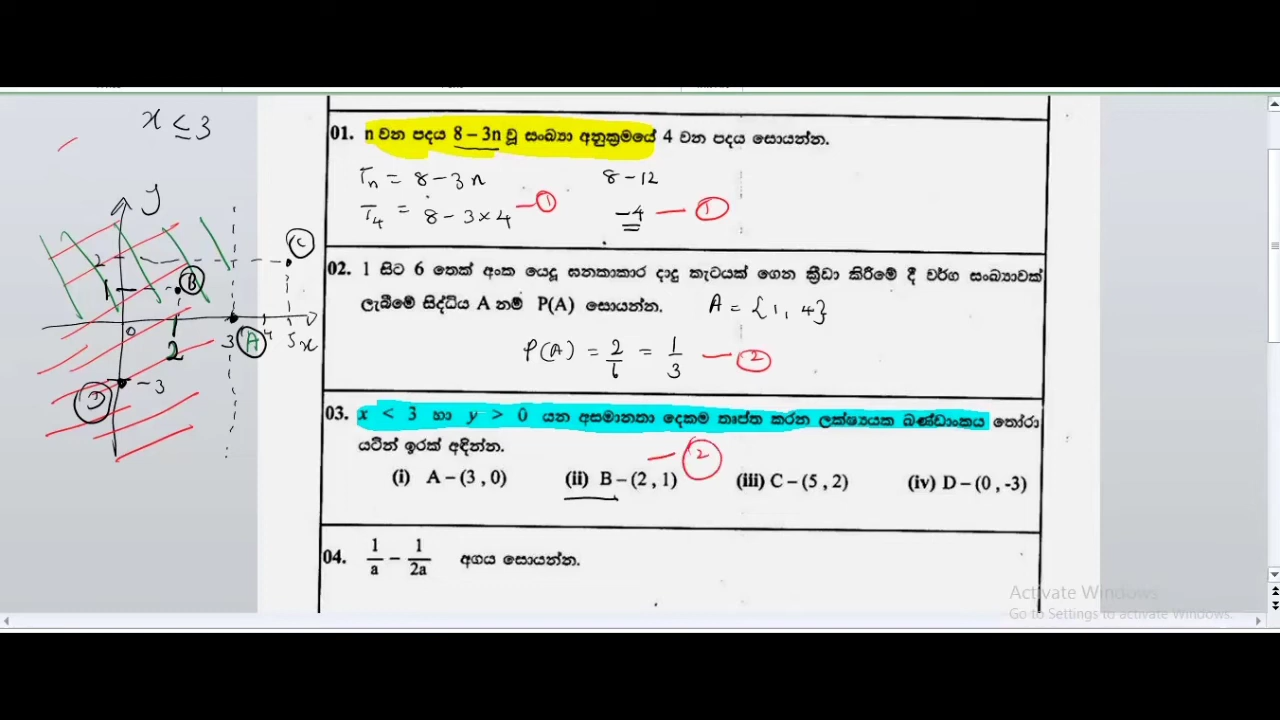 x ≤ 3
y
2
1
B
C
0
1
2
3
A
4
5
x
-3
D
01. n වන පදය 8 – 3n වූ සංඛ්‍යා අනුක්‍රමයේ 4 වන පදය සොයන්න.
Tn = 8 - 3n 8 - 12
T4 = 8 - 3 × 4 — 1 -4 — 1
02. 1 සිට 6 තෙක් අංක යෙදූ ඝනකාකාර දාදු කැටයක් ගෙන ක්‍රීඩා කිරීමේ දී වර්ග සංඛ්‍යාවක්
ලැබීමේ සිද්ධිය A නම් P(A) සොයන්න. A = {1, 4}
P(A) = 2/6 = 1/3 — 2
03. x < 3 හා y > 0 යන අසමානතා දෙකම තෘප්ත කරන ලක්ෂ්‍යයක ඛණ්ඩාංකය තෝරා
යටින් ඉරක් අඳින්න. — 2
(i) A – (3 , 0) (ii) B – (2 , 1) (iii) C – (5 , 2) (iv) D – (0 , -3)
04. 1/a – 1/2a අගය සොයන්න.
Activate Windows
Go to Settings to activate Windows.